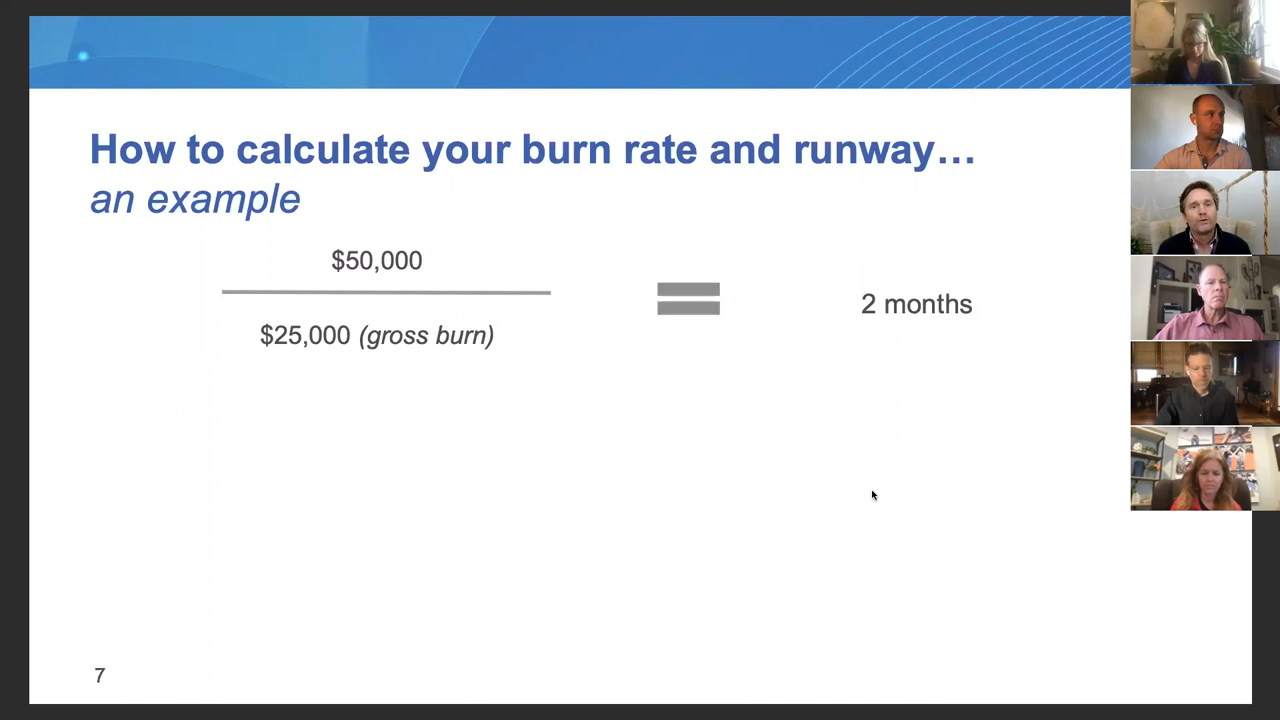 How to calculate your burn rate and runway…
an example
$50,000
$25,000 (gross burn)
2 months
7